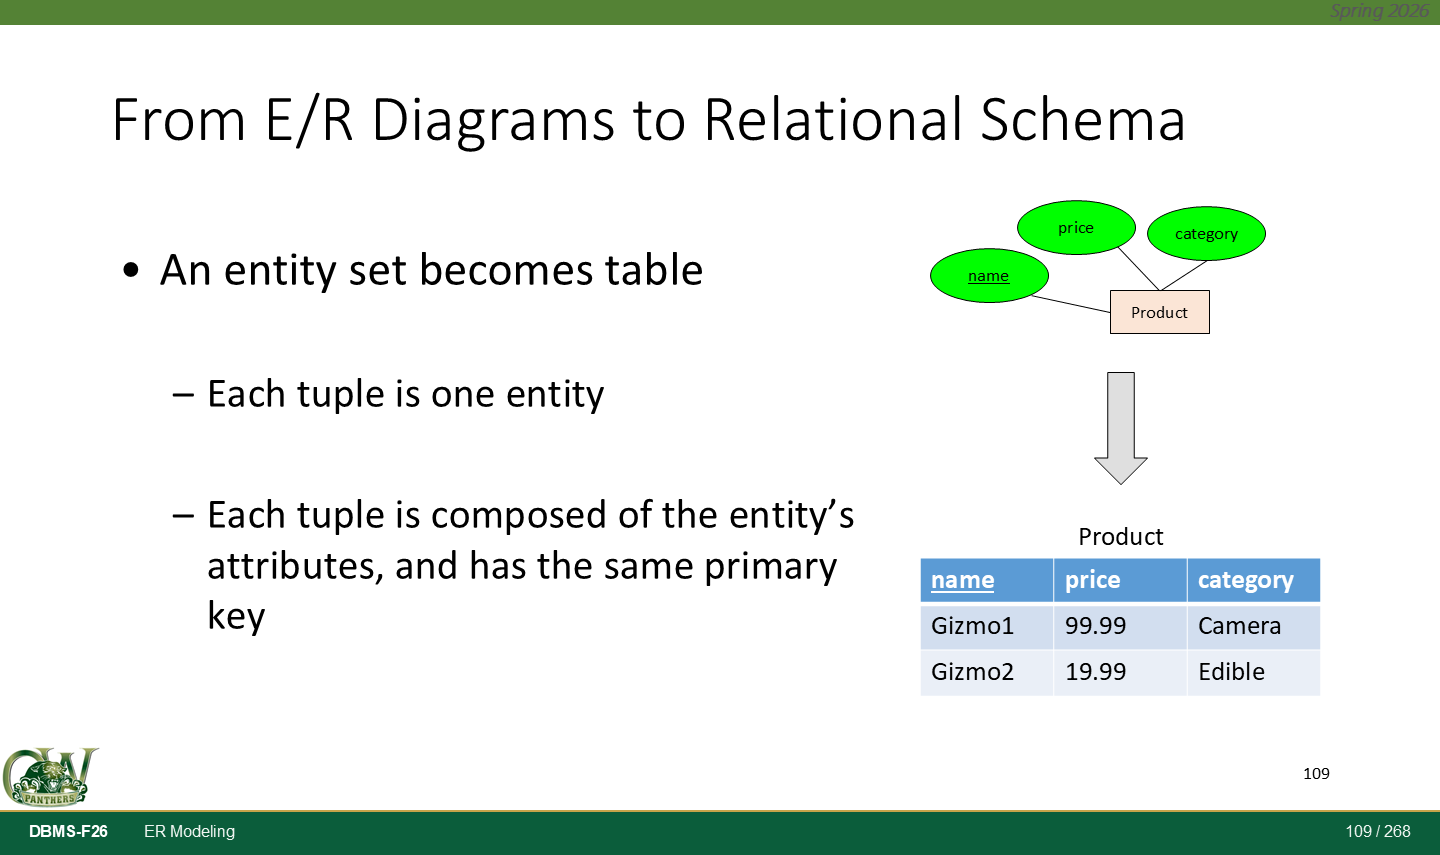 Spring 2026
From E/R Diagrams to Relational Schema
• An entity set becomes table
– Each tuple is one entity
– Each tuple is composed of the entity’s
attributes, and has the same primary
key
price
category
name
Product
Product
name price category
Gizmo1 99.99 Camera
Gizmo2 19.99 Edible
OW
PANTHERS
109
DBMS-F26 ER Modeling 109 / 268